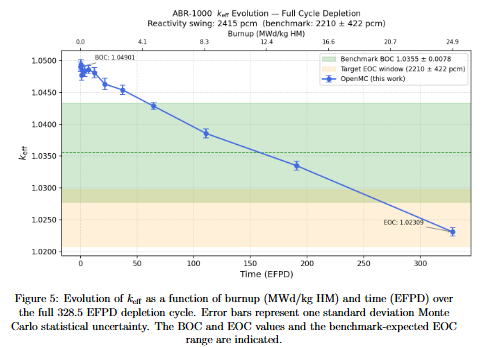 ABR-1000 keff Evolution — Full Cycle Depletion
Reactivity swing: 2415 pcm (benchmark: 2210 ± 422 pcm)
Burnup (MWd/kg HM)
0.0 4.1 8.3 12.4 16.6 20.7 24.9
BOC: 1.04901
Benchmark BOC 1.0355 ± 0.0078
Target EOC window (2210 ± 422 pcm)
OpenMC (this work)
1.0500
1.0450
1.0400
1.0350
1.0300
1.0250
1.0200
keff
EOC: 1.02309
0 50 100 150 200 250 300
Time (EFPD)
Figure 5: Evolution of keff as a function of burnup (MWd/kg HM) and time (EFPD) over
the full 328.5 EFPD depletion cycle. Error bars represent one standard deviation Monte
Carlo statistical uncertainty. The BOC and EOC values and the benchmark-expected EOC
range are indicated.